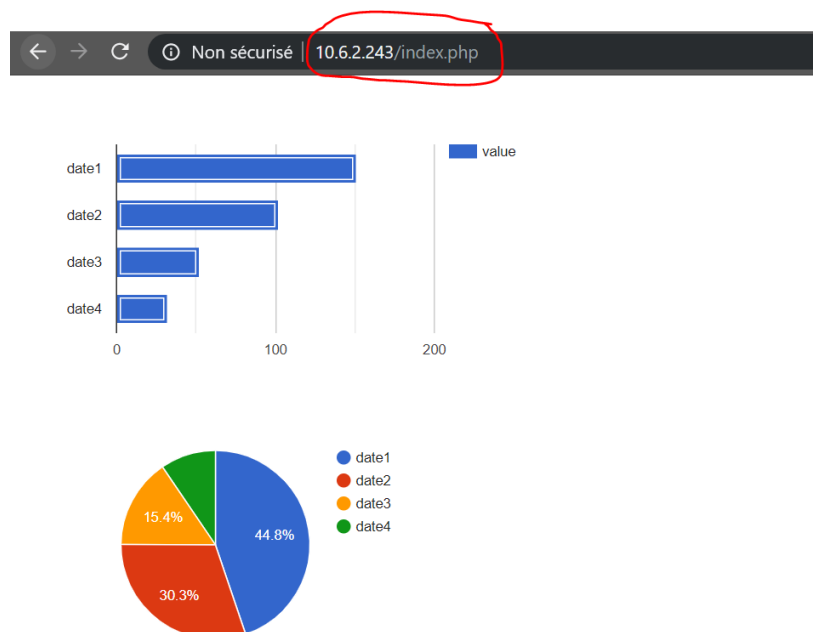 Non sécurisé 10.6.2.243/index.php
value
date1
date2
date3
date4
0 100 200
date1
date2
date3
date4
15.4%
44.8%
30.3%